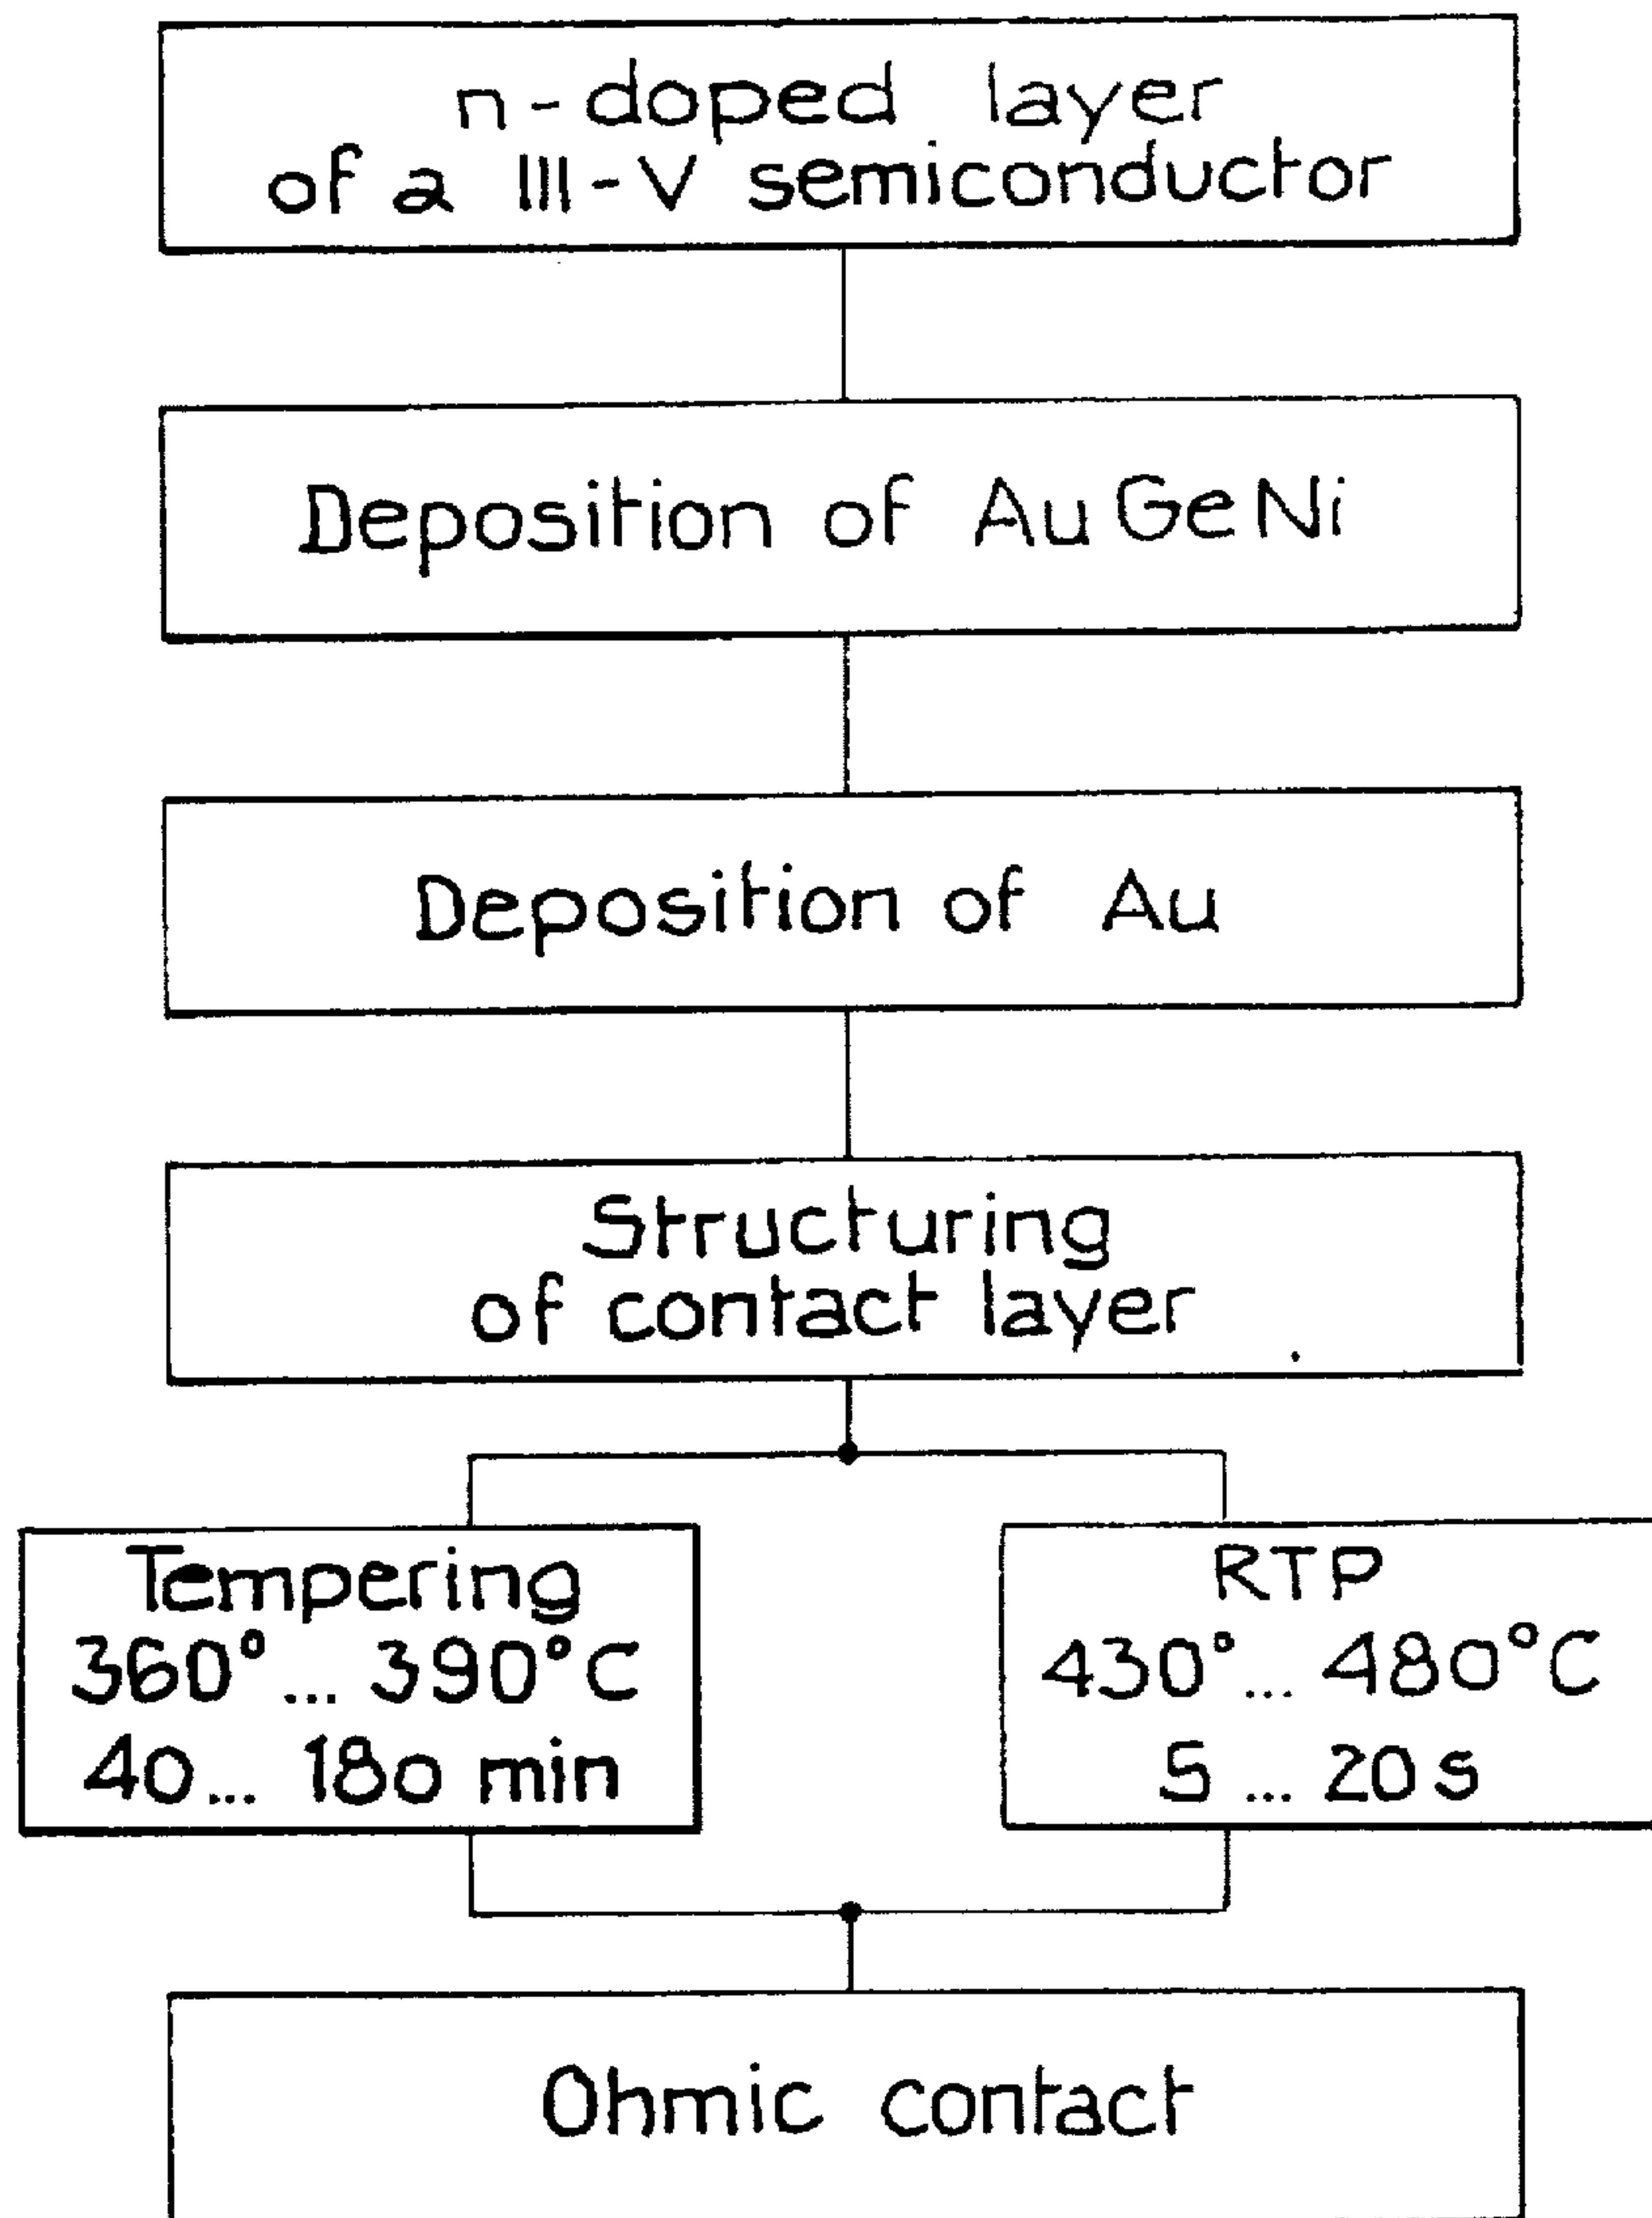 n-doped layer
of a III-V semiconductor
Deposition of AuGeNi
Deposition of Au
Structuring
of contact layer
Tempering
360° ... 390°C
40 ... 180 min
RTP
430° ... 480°C
5 ... 20 s
Ohmic contact